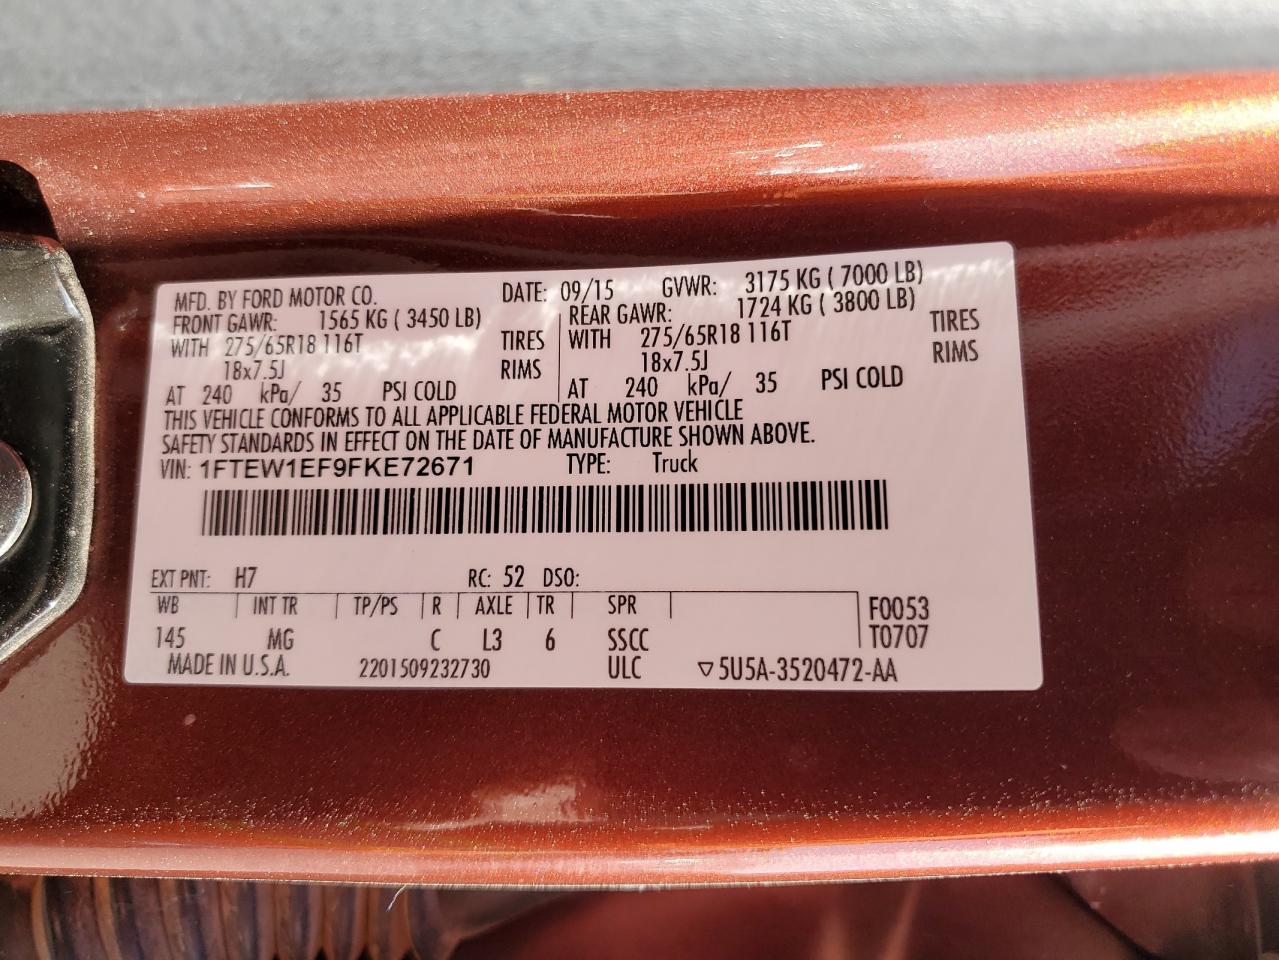 MFD. BY FORD MOTOR CO. DATE: 09/15 GVWR: 3175 KG ( 7000 LB)
FRONT GAWR: 1565 KG ( 3450 LB) REAR GAWR: 1724 KG ( 3800 LB)
WITH 275/65R18 116T TIRES WITH 275/65R18 116T TIRES
18x7.5J RIMS 18x7.5J RIMS
AT 240 kPa/ 35 PSI COLD AT 240 kPa/ 35 PSI COLD
THIS VEHICLE CONFORMS TO ALL APPLICABLE FEDERAL MOTOR VEHICLE
SAFETY STANDARDS IN EFFECT ON THE DATE OF MANUFACTURE SHOWN ABOVE.
VIN: 1FTEW1EF9FKE72671 TYPE: Truck
EXT PNT: H7 RC: 52 DSO:
WB INT TR TP/PS R AXLE TR SPR F0053
145 MG C L3 6 SSCC T0707
MADE IN U.S.A. 2201509232730 ULC ▽5U5A-3520472-AA